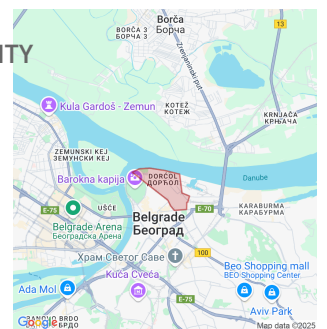 Borča
Борча
BORČA 3
БОРЧА 3
ITY
Zrenjaninski put
13
Kula Gardoš - Zemun
KOTEŽ
КОТЕЖ
KRNJAČA
КРЊАЧА
ZEMUNSKI KEJ
ЗЕМУНСКИ КЕЈ
Barokna kapija
DORĆOL
ДОРЋОЛ
Danube
E-75
UŠĆE
УШЋЕ
E-70
KARABURMA
КАРАБУРМА
Belgrade Arena
Београдска Арена
Belgrade
Београд
100
Храм Светог Саве
Beo Shopping mall
BEO Shopping Center
Ada Mol
Kuća Cveća
E-75
Aviv Park
Google
Map data ©2025